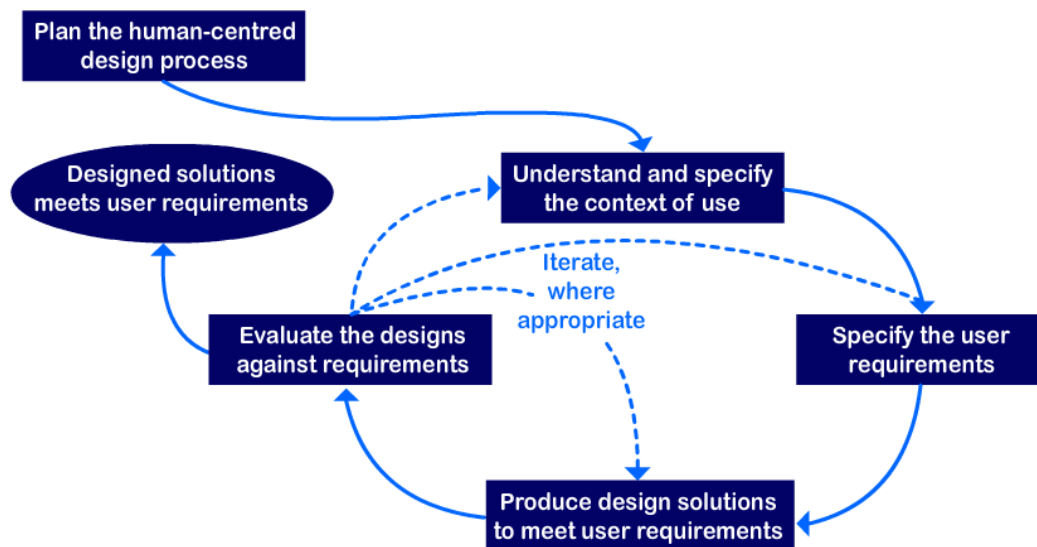 Plan the human-centred
design process
Designed solutions
meets user requirements
Understand and specify
the context of use
Iterate,
where
appropriate
Evaluate the designs
against requirements
Specify the user
requirements
Produce design solutions
to meet user requirements